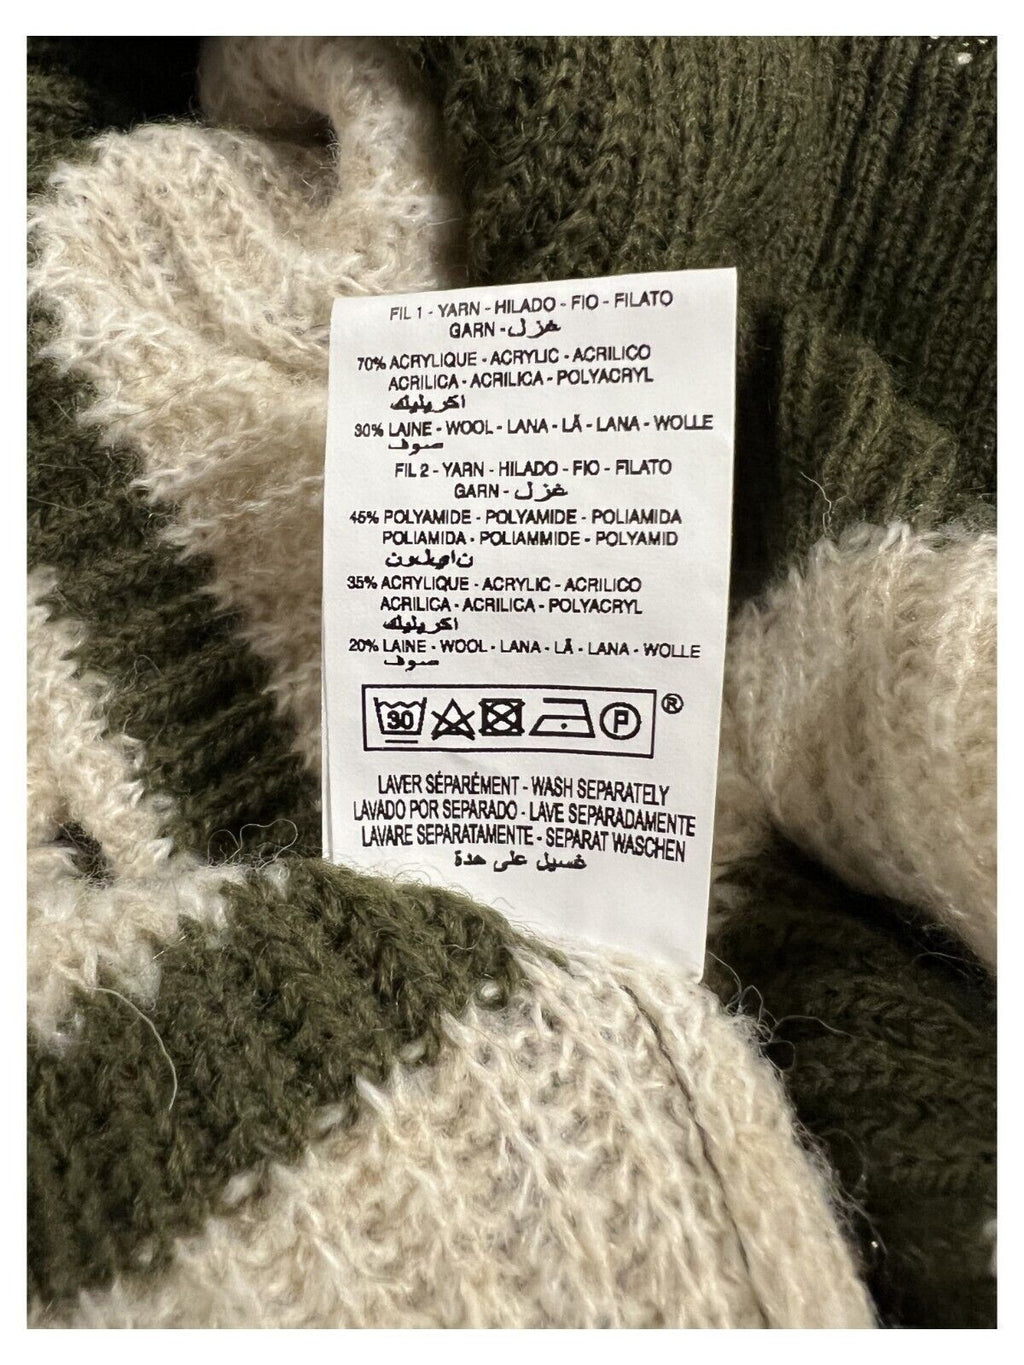 FIL 1 - YARN - HILADO - FIO - FILATO
GARN - غزل
70% ACRYLIQUE - ACRYLIC - ACRILICO
ACRILICA - ACRILICA - POLYACRYL
اكريليك
30% LAINE - WOOL - LANA - LÃ - LANA - WOLLE
صوف
FIL 2 - YARN - HILADO - FIO - FILATO
GARN - غزل
45% POLYAMIDE - POLYAMIDE - POLIAMIDA
POLIAMIDA - POLIAMMIDE - POLYAMID
نايلون
35% ACRYLIQUE - ACRYLIC - ACRILICO
ACRILICA - ACRILICA - POLYACRYL
اكريليك
20% LAINE - WOOL - LANA - LÃ - LANA - WOLLE
صوف
30 P ®
LAVER SÉPARÉMENT - WASH SEPARATELY
LAVADO POR SEPARADO - LAVE SEPARADAMENTE
LAVARE SEPARATAMENTE - SEPARAT WASCHEN
غسيل على حدة